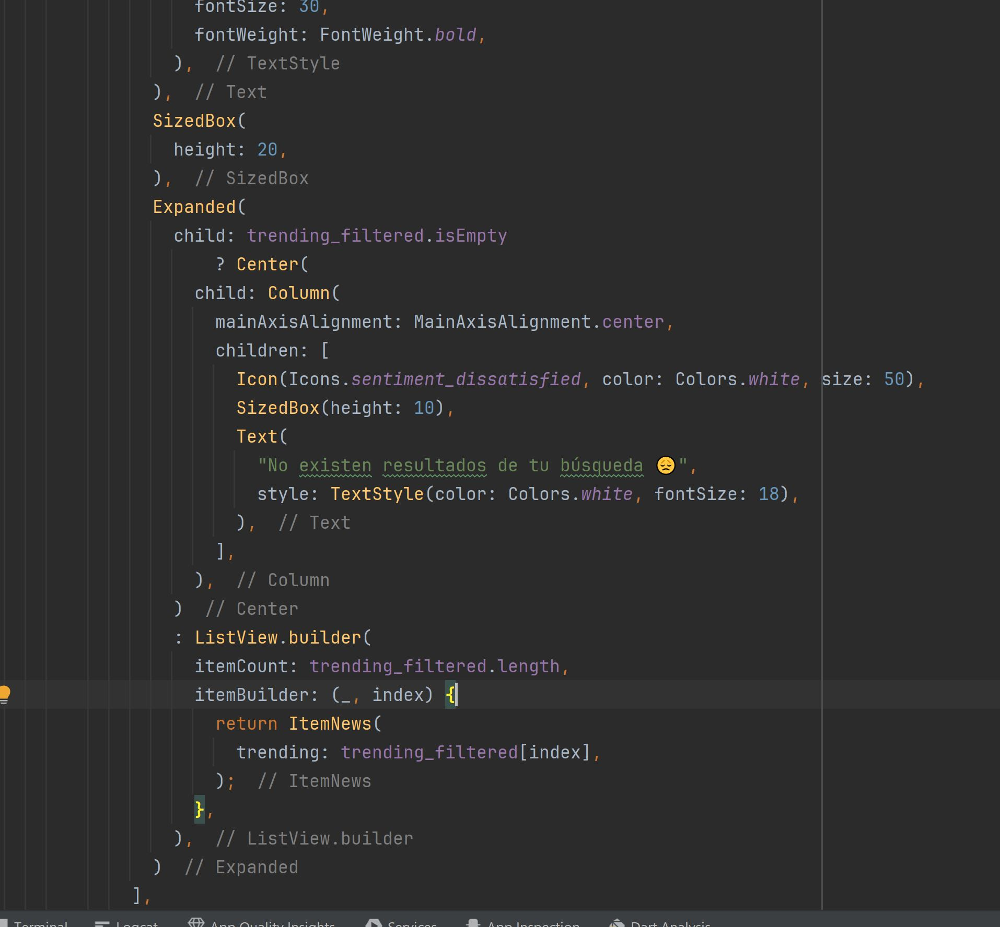 fontSize: 30,
fontWeight: FontWeight.bold,
), // TextStyle
), // Text
SizedBox(
height: 20,
), // SizedBox
Expanded(
child: trending_filtered.isEmpty
? Center(
child: Column(
mainAxisAlignment: MainAxisAlignment.center,
children: [
Icon(Icons.sentiment_dissatisfied, color: Colors.white, size: 50),
SizedBox(height: 10),
Text(
"No existen resultados de tu búsqueda 😔",
style: TextStyle(color: Colors.white, fontSize: 18),
), // Text
],
), // Column
) // Center
: ListView.builder(
itemCount: trending_filtered.length,
itemBuilder: (_, index) {
return ItemNews(
trending: trending_filtered[index],
); // ItemNews
},
), // ListView.builder
) // Expanded
],
Terminal Logcat App Quality Insights Services App Inspection Dart Analysis